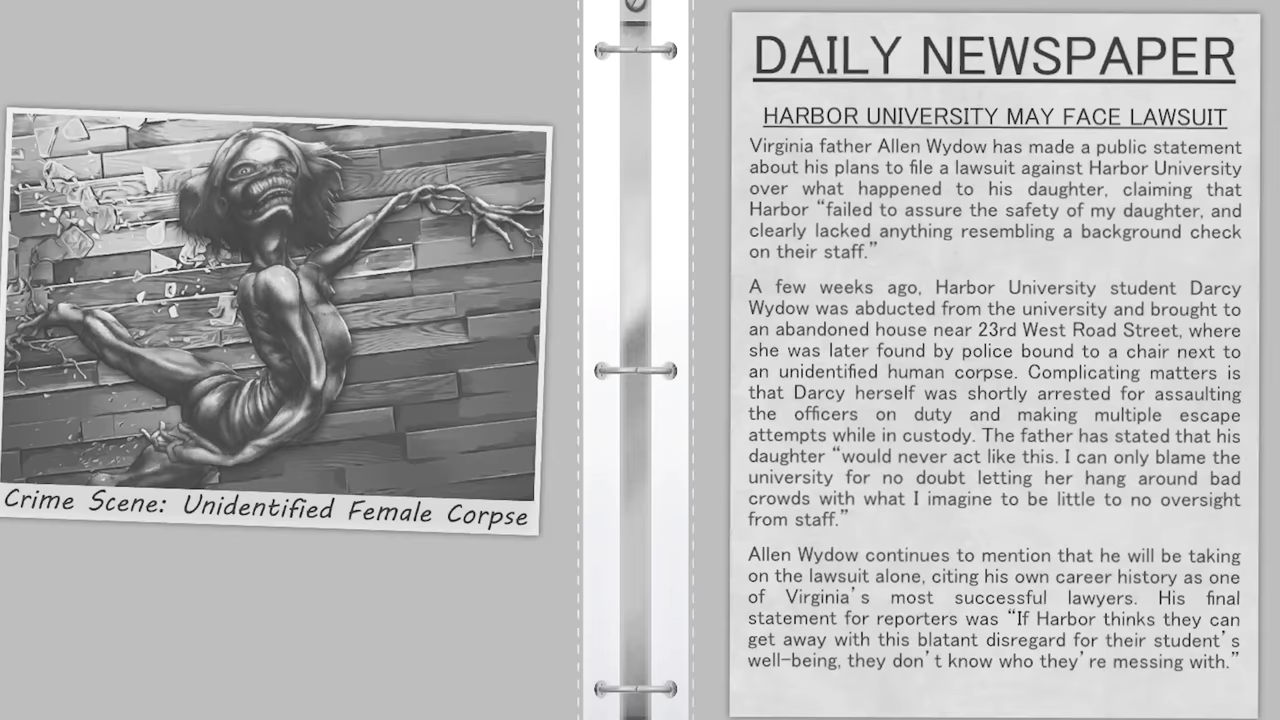 Crime Scene: Unidentified Female Corpse
DAILY NEWSPAPER
HARBOR UNIVERSITY MAY FACE LAWSUIT
Virginia father Allen Wydow has made a public statement
about his plans to file a lawsuit against Harbor University
over what happened to his daughter, claiming that
Harbor “failed to assure the safety of my daughter, and
clearly lacked anything resembling a background check
on their staff.”
A few weeks ago, Harbor University student Darcy
Wydow was abducted from the university and brought to
an abandoned house near 23rd West Road Street, where
she was later found by police bound to a chair next to
an unidentified human corpse. Complicating matters is
that Darcy herself was shortly arrested for assaulting
the officers on duty and making multiple escape
attempts while in custody. The father has stated that his
daughter “would never act like this. I can only blame the
university for no doubt letting her hang around bad
crowds with what I imagine to be little to no oversight
from staff.”
Allen Wydow continues to mention that he will be taking
on the lawsuit alone, citing his own career history as one
of Virginia’s most successful lawyers. His final
statement for reporters was “If Harbor thinks they can
get away with this blatant disregard for their student’s
well-being, they don’t know who they’re messing with.”